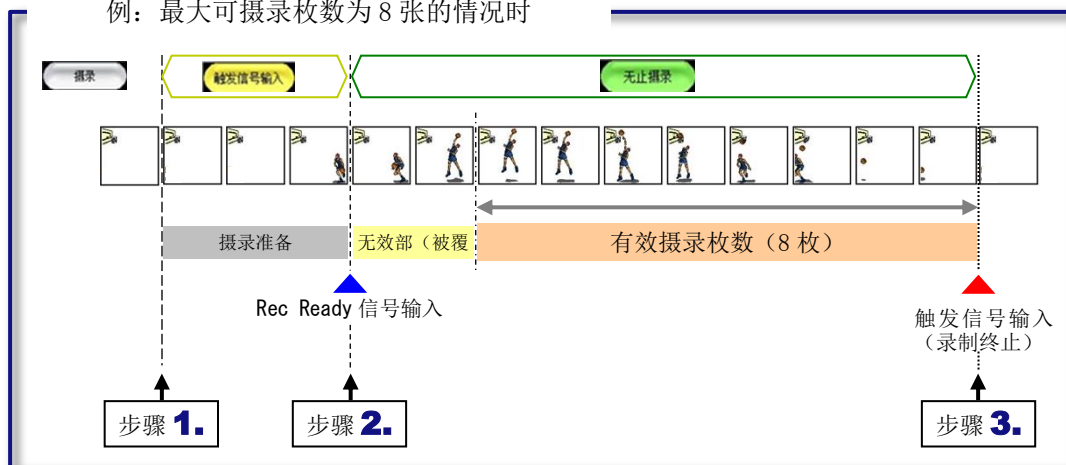 例：最大可摄录枚数为 8 张的情况时
摄录
触发信号输入
无止摄录
摄录准备
无效部（被覆
有效摄录枚数（8 枚）
Rec Ready 信号输入
触发信号输入
（录制终止）
步骤 1.
步骤 2.
步骤 3.